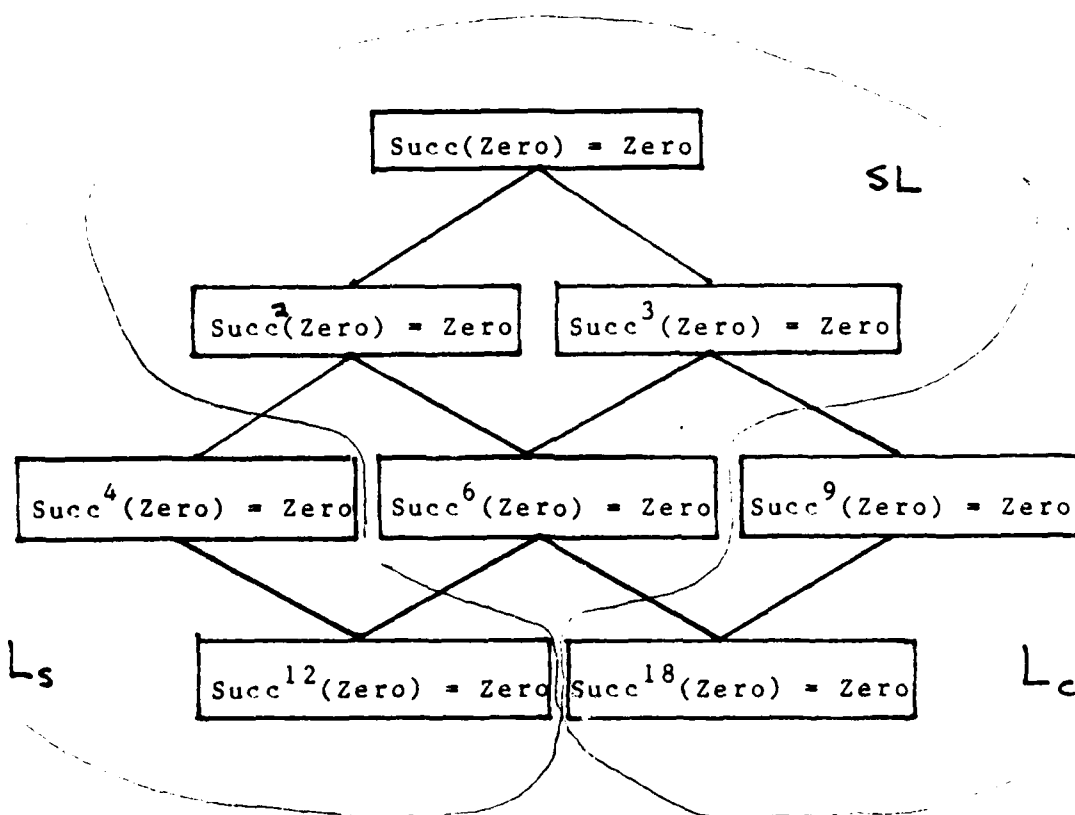 Succ(Zero) = Zero
SL
Succ²(Zero) = Zero
Succ³(Zero) = Zero
Succ⁴(Zero) = Zero
Succ⁶(Zero) = Zero
Succ⁹(Zero) = Zero
Ls
Succ¹²(Zero) = Zero
Succ¹⁸(Zero) = Zero
Lc